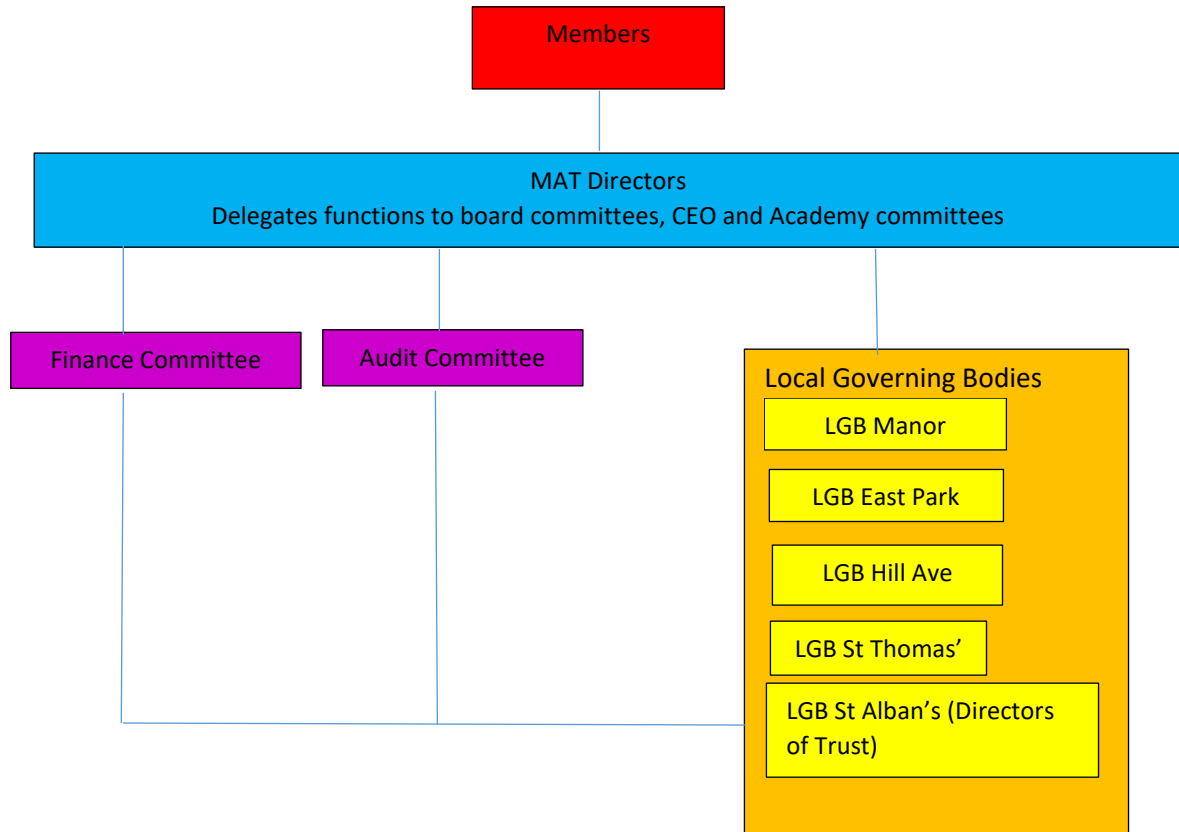 Members
MAT Directors
Delegates functions to board committees, CEO and Academy committees
Finance Committee
Audit Committee
Local Governing Bodies
LGB Manor
LGB East Park
LGB Hill Ave
LGB St Thomas’
LGB St Alban’s (Directors
of Trust)